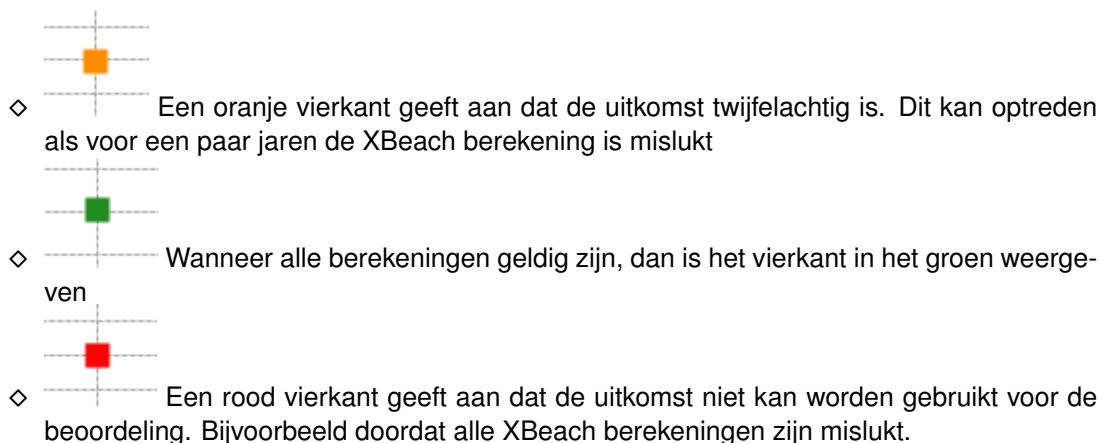 ◇ Een oranje vierkant geeft aan dat de uitkomst twijfelachtig is. Dit kan optreden
als voor een paar jaren de XBeach berekening is mislukt
◇ Wanneer alle berekeningen geldig zijn, dan is het vierkant in het groen weerge-
ven
◇ Een rood vierkant geeft aan dat de uitkomst niet kan worden gebruikt voor de
beoordeling. Bijvoorbeeld doordat alle XBeach berekeningen zijn mislukt.